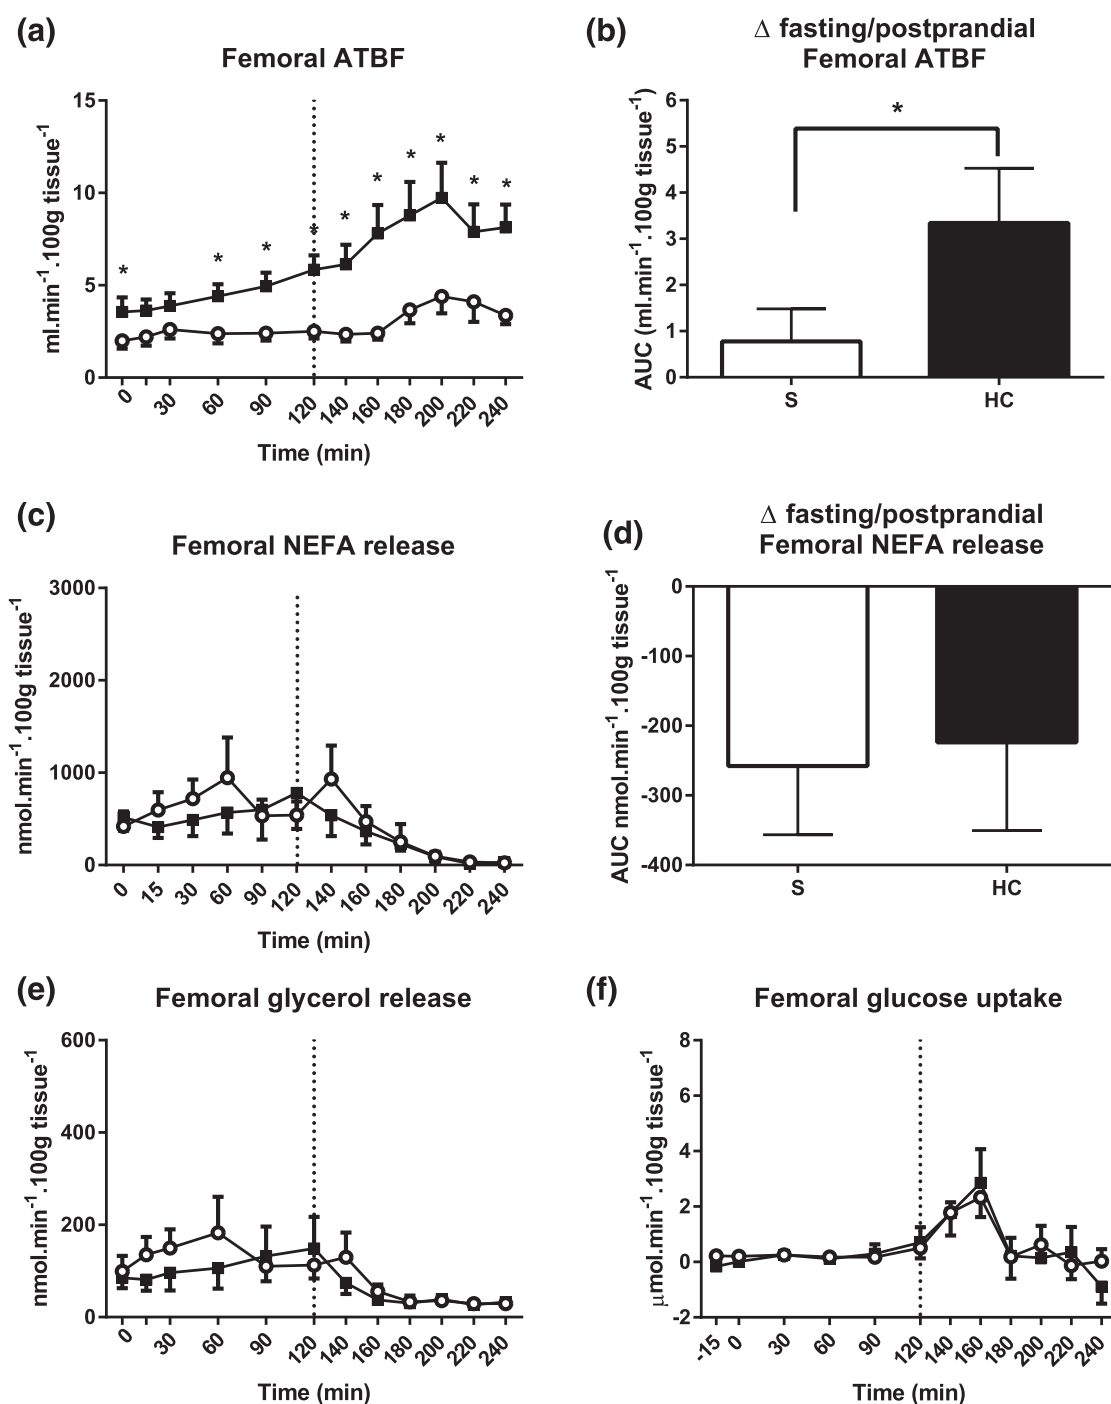 (a)
Femoral ATBF
ml.min⁻¹.100g tissue⁻¹
15
10
5
0
* * * * * * * * * *
0 30 60 90 120 140 160 180 200 220 240
Time (min)
(b)
Δ fasting/postprandial
Femoral ATBF
AUC (ml.min⁻¹.100g tissue⁻¹)
6
5
4
3
2
1
0
*
S HC
(c)
Femoral NEFA release
nmol.min⁻¹.100g tissue⁻¹
3000
2000
1000
0
0 15 30 60 90 120 140 160 180 200 220 240
Time (min)
(d)
Δ fasting/postprandial
Femoral NEFA release
AUC nmol.min⁻¹.100g tissue⁻¹
0
-100
-200
-300
-400
S HC
(e)
Femoral glycerol release
nmol.min⁻¹.100g tissue⁻¹
600
400
200
0
0 30 60 90 120 140 160 180 200 220 240
Time (min)
(f)
Femoral glucose uptake
μmol.min⁻¹.100g tissue⁻¹
8
6
4
2
0
-2
-15 0 30 60 90 120 140 160 180 200 220 240
Time (min)